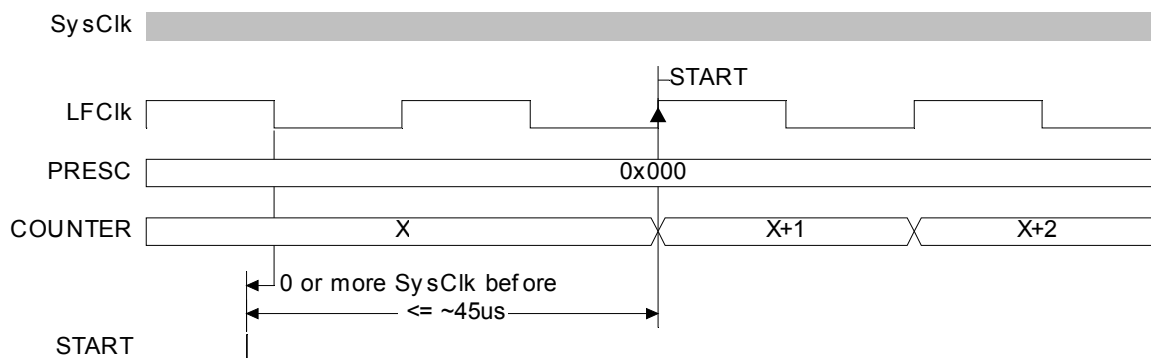 SysClk
START
LFClk
PRESC
0x000
COUNTER
X
X+1
X+2
0 or more SysClk before
<= ~45us
START